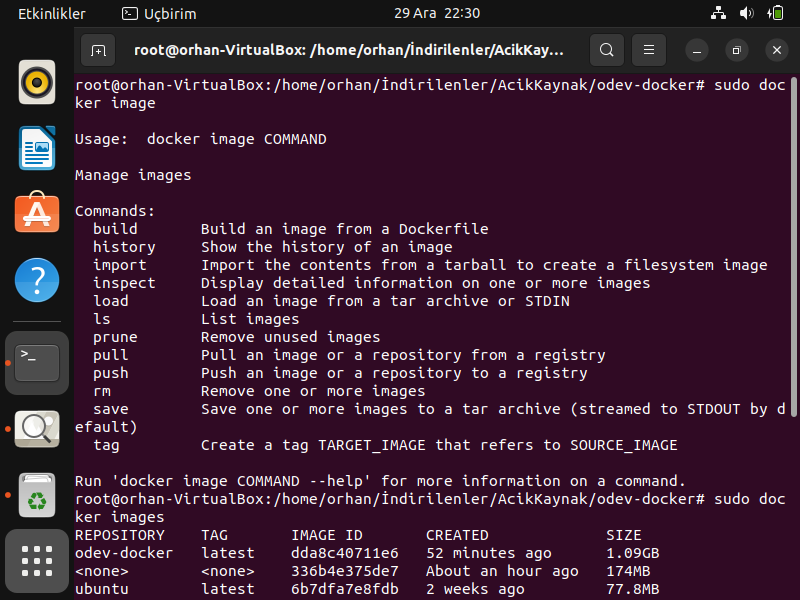 Etkinlikler
Uçbirim
29 Ara 22:30
root@orhan-VirtualBox: /home/orhan/İndirilenler/AcikKay...
root@orhan-VirtualBox:/home/orhan/İndirilenler/AcikKaynak/odev-docker# sudo doc
ker image
Usage:  docker image COMMAND
Manage images
Commands:
  build       Build an image from a Dockerfile
  history     Show the history of an image
  import      Import the contents from a tarball to create a filesystem image
  inspect     Display detailed information on one or more images
  load        Load an image from a tar archive or STDIN
  ls          List images
  prune       Remove unused images
  pull        Pull an image or a repository from a registry
  push        Push an image or a repository to a registry
  rm          Remove one or more images
  save        Save one or more images to a tar archive (streamed to STDOUT by d
efault)
  tag         Create a tag TARGET_IMAGE that refers to SOURCE_IMAGE
Run 'docker image COMMAND --help' for more information on a command.
root@orhan-VirtualBox:/home/orhan/İndirilenler/AcikKaynak/odev-docker# sudo doc
ker images
REPOSITORY    TAG       IMAGE ID       CREATED             SIZE
odev-docker   latest    dda8c40711e6   52 minutes ago      1.09GB
<none>        <none>    336b4e375de7   About an hour ago   174MB
ubuntu        latest    6b7dfa7e8fdb   2 weeks ago         77.8MB